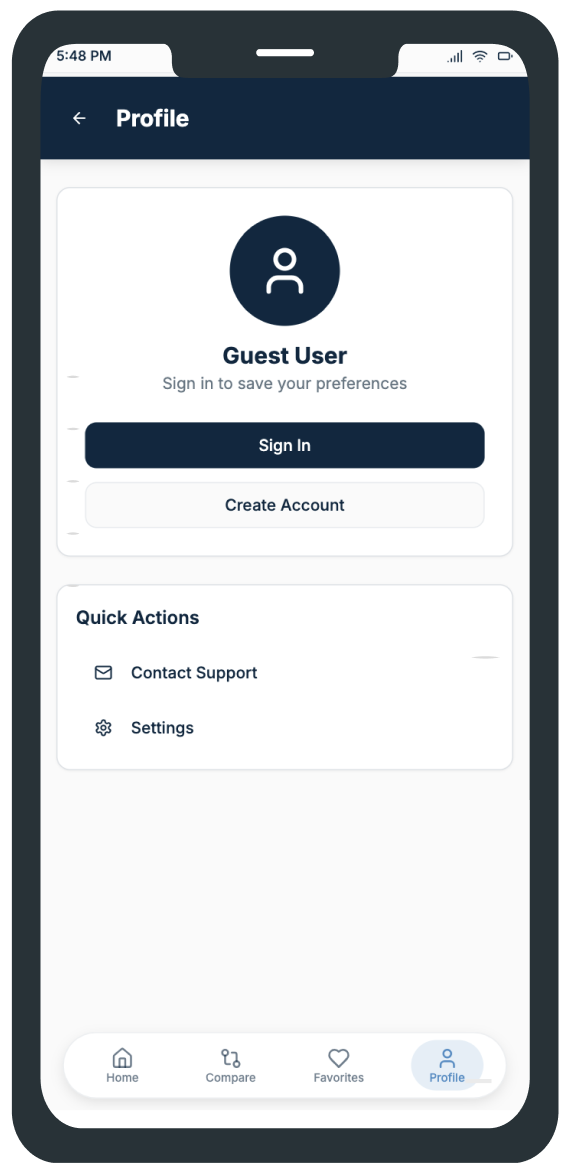 5:48 PM
Profile
Guest User
Sign in to save your preferences
Sign In
Create Account
Quick Actions
Contact Support
Settings
Home
Compare
Favorites
Profile